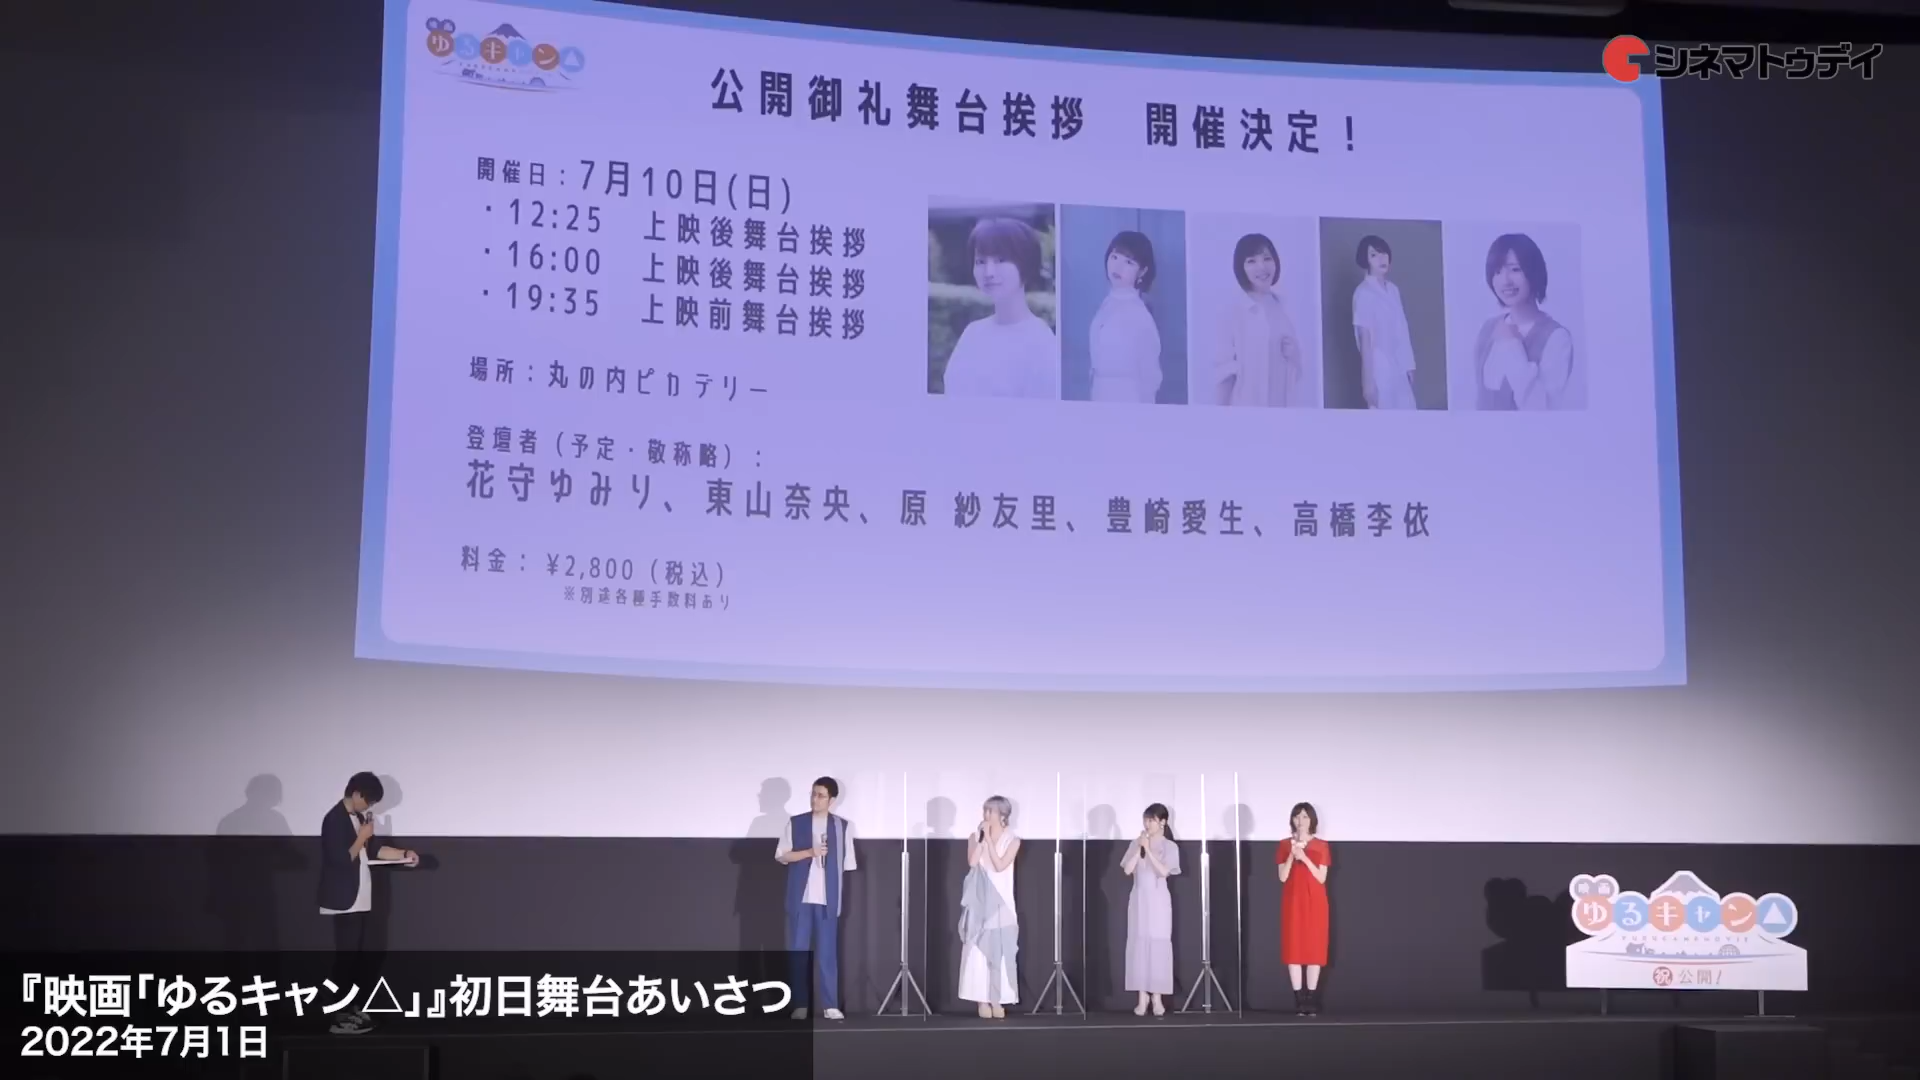 シネマトゥデイ
映画
ゆるキャン△
公開御礼舞台挨拶 開催決定！
開催日：7月10日(日)
・12:25 上映後舞台挨拶
・16:00 上映後舞台挨拶
・19:35 上映前舞台挨拶
場所：丸の内ピカデリー
登壇者（予定・敬称略）：
花守ゆみり、東山奈央、原 紗友里、豊崎愛生、高橋李依
料金：¥2,800（税込）
※別途各種手数料あり
映画
ゆるキャン△
祝 公開！
『映画「ゆるキャン△」』初日舞台あいさつ
2022年7月1日